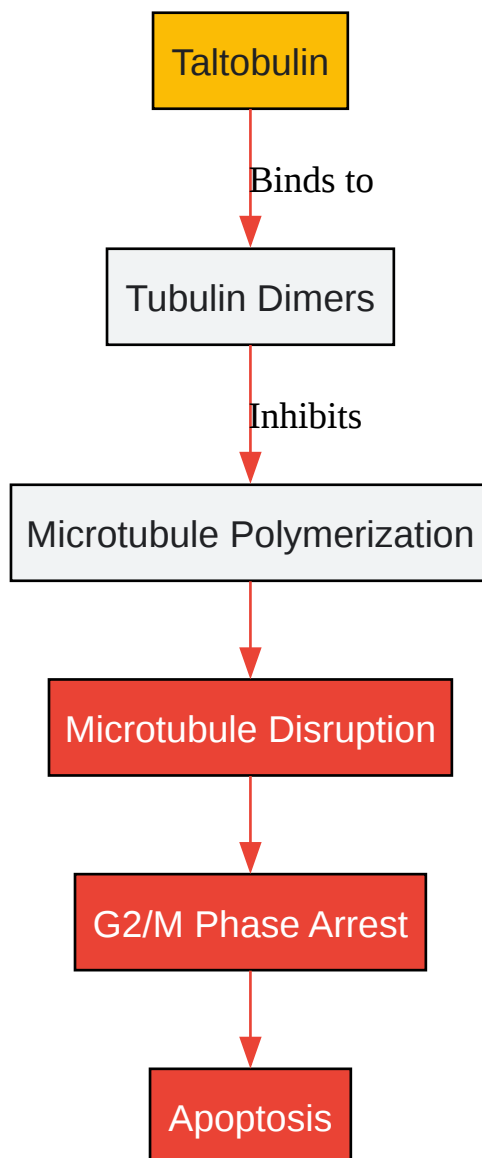 Taltobulin
Binds to
Tubulin Dimers
Inhibits
Microtubule Polymerization
Microtubule Disruption
G2/M Phase Arrest
Apoptosis